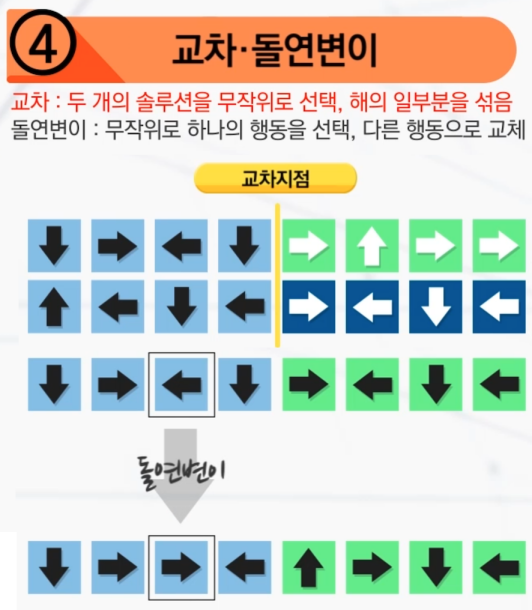 4
교차·돌연변이
교차 : 두 개의 솔루션을 무작위로 선택, 해의 일부분을 섞음
돌연변이 : 무작위로 하나의 행동을 선택, 다른 행동으로 교체
교차지점
돌연변이